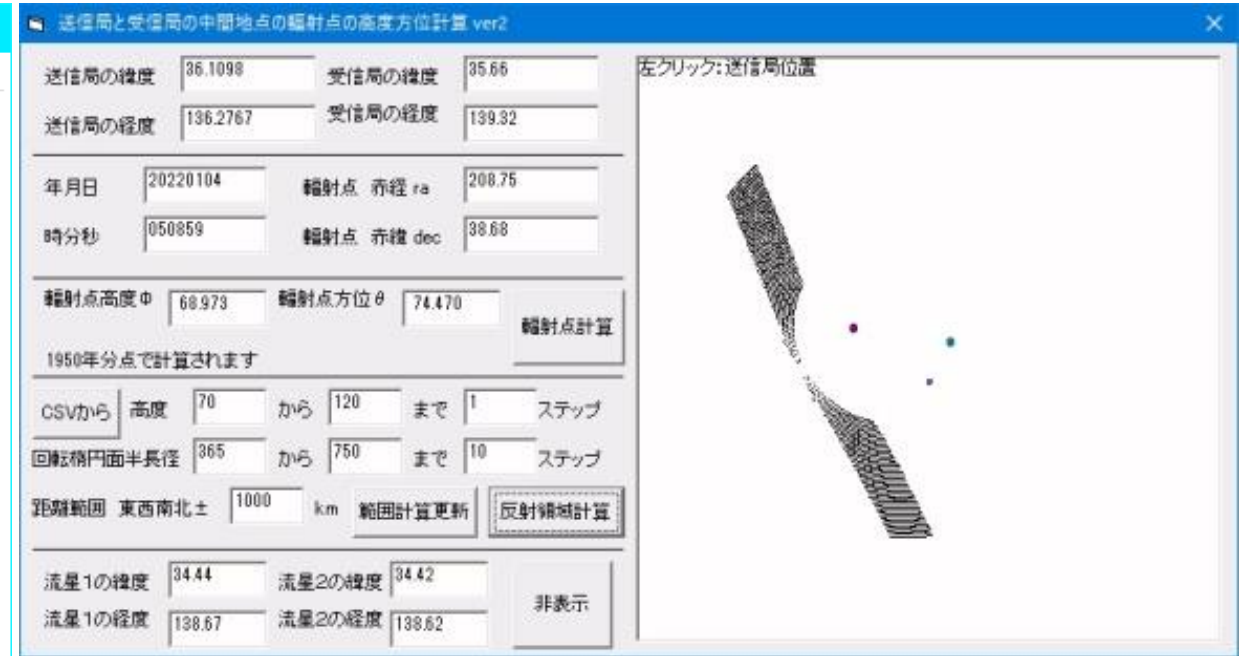 送信局と受信局の中間地点の輻射点の高度方位計算 ver2
送信局の緯度 36.1098 受信局の緯度 35.66
送信局の経度 136.2767 受信局の経度 139.32
年月日 20220104 輻射点 赤経 ra 208.75
時分秒 050859 輻射点 赤緯 dec 38.68
輻射点高度Φ 68.973 輻射点方位θ 74.470 輻射点計算
1950年分点で計算されます
CSVから 高度 70 から 120 まで 1 ステップ
回転楕円面半長径 365 から 750 まで 10 ステップ
距離範囲 東西南北± 1000 km 範囲計算更新 反射領域計算
流星1の緯度 34.44 流星2の緯度 34.42
流星1の経度 138.67 流星2の経度 138.62 非表示
左クリック:送信局位置